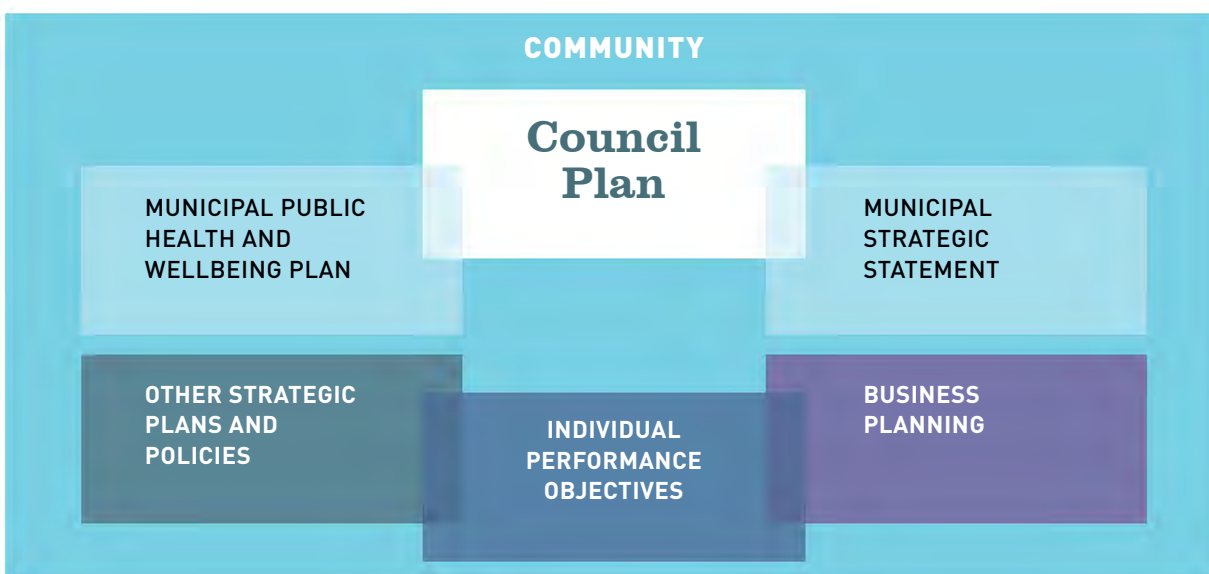 COMMUNITY
Council
Plan
MUNICIPAL PUBLIC
HEALTH AND
WELLBEING PLAN
MUNICIPAL
STRATEGIC
STATEMENT
OTHER STRATEGIC
PLANS AND
POLICIES
INDIVIDUAL
PERFORMANCE
OBJECTIVES
BUSINESS
PLANNING